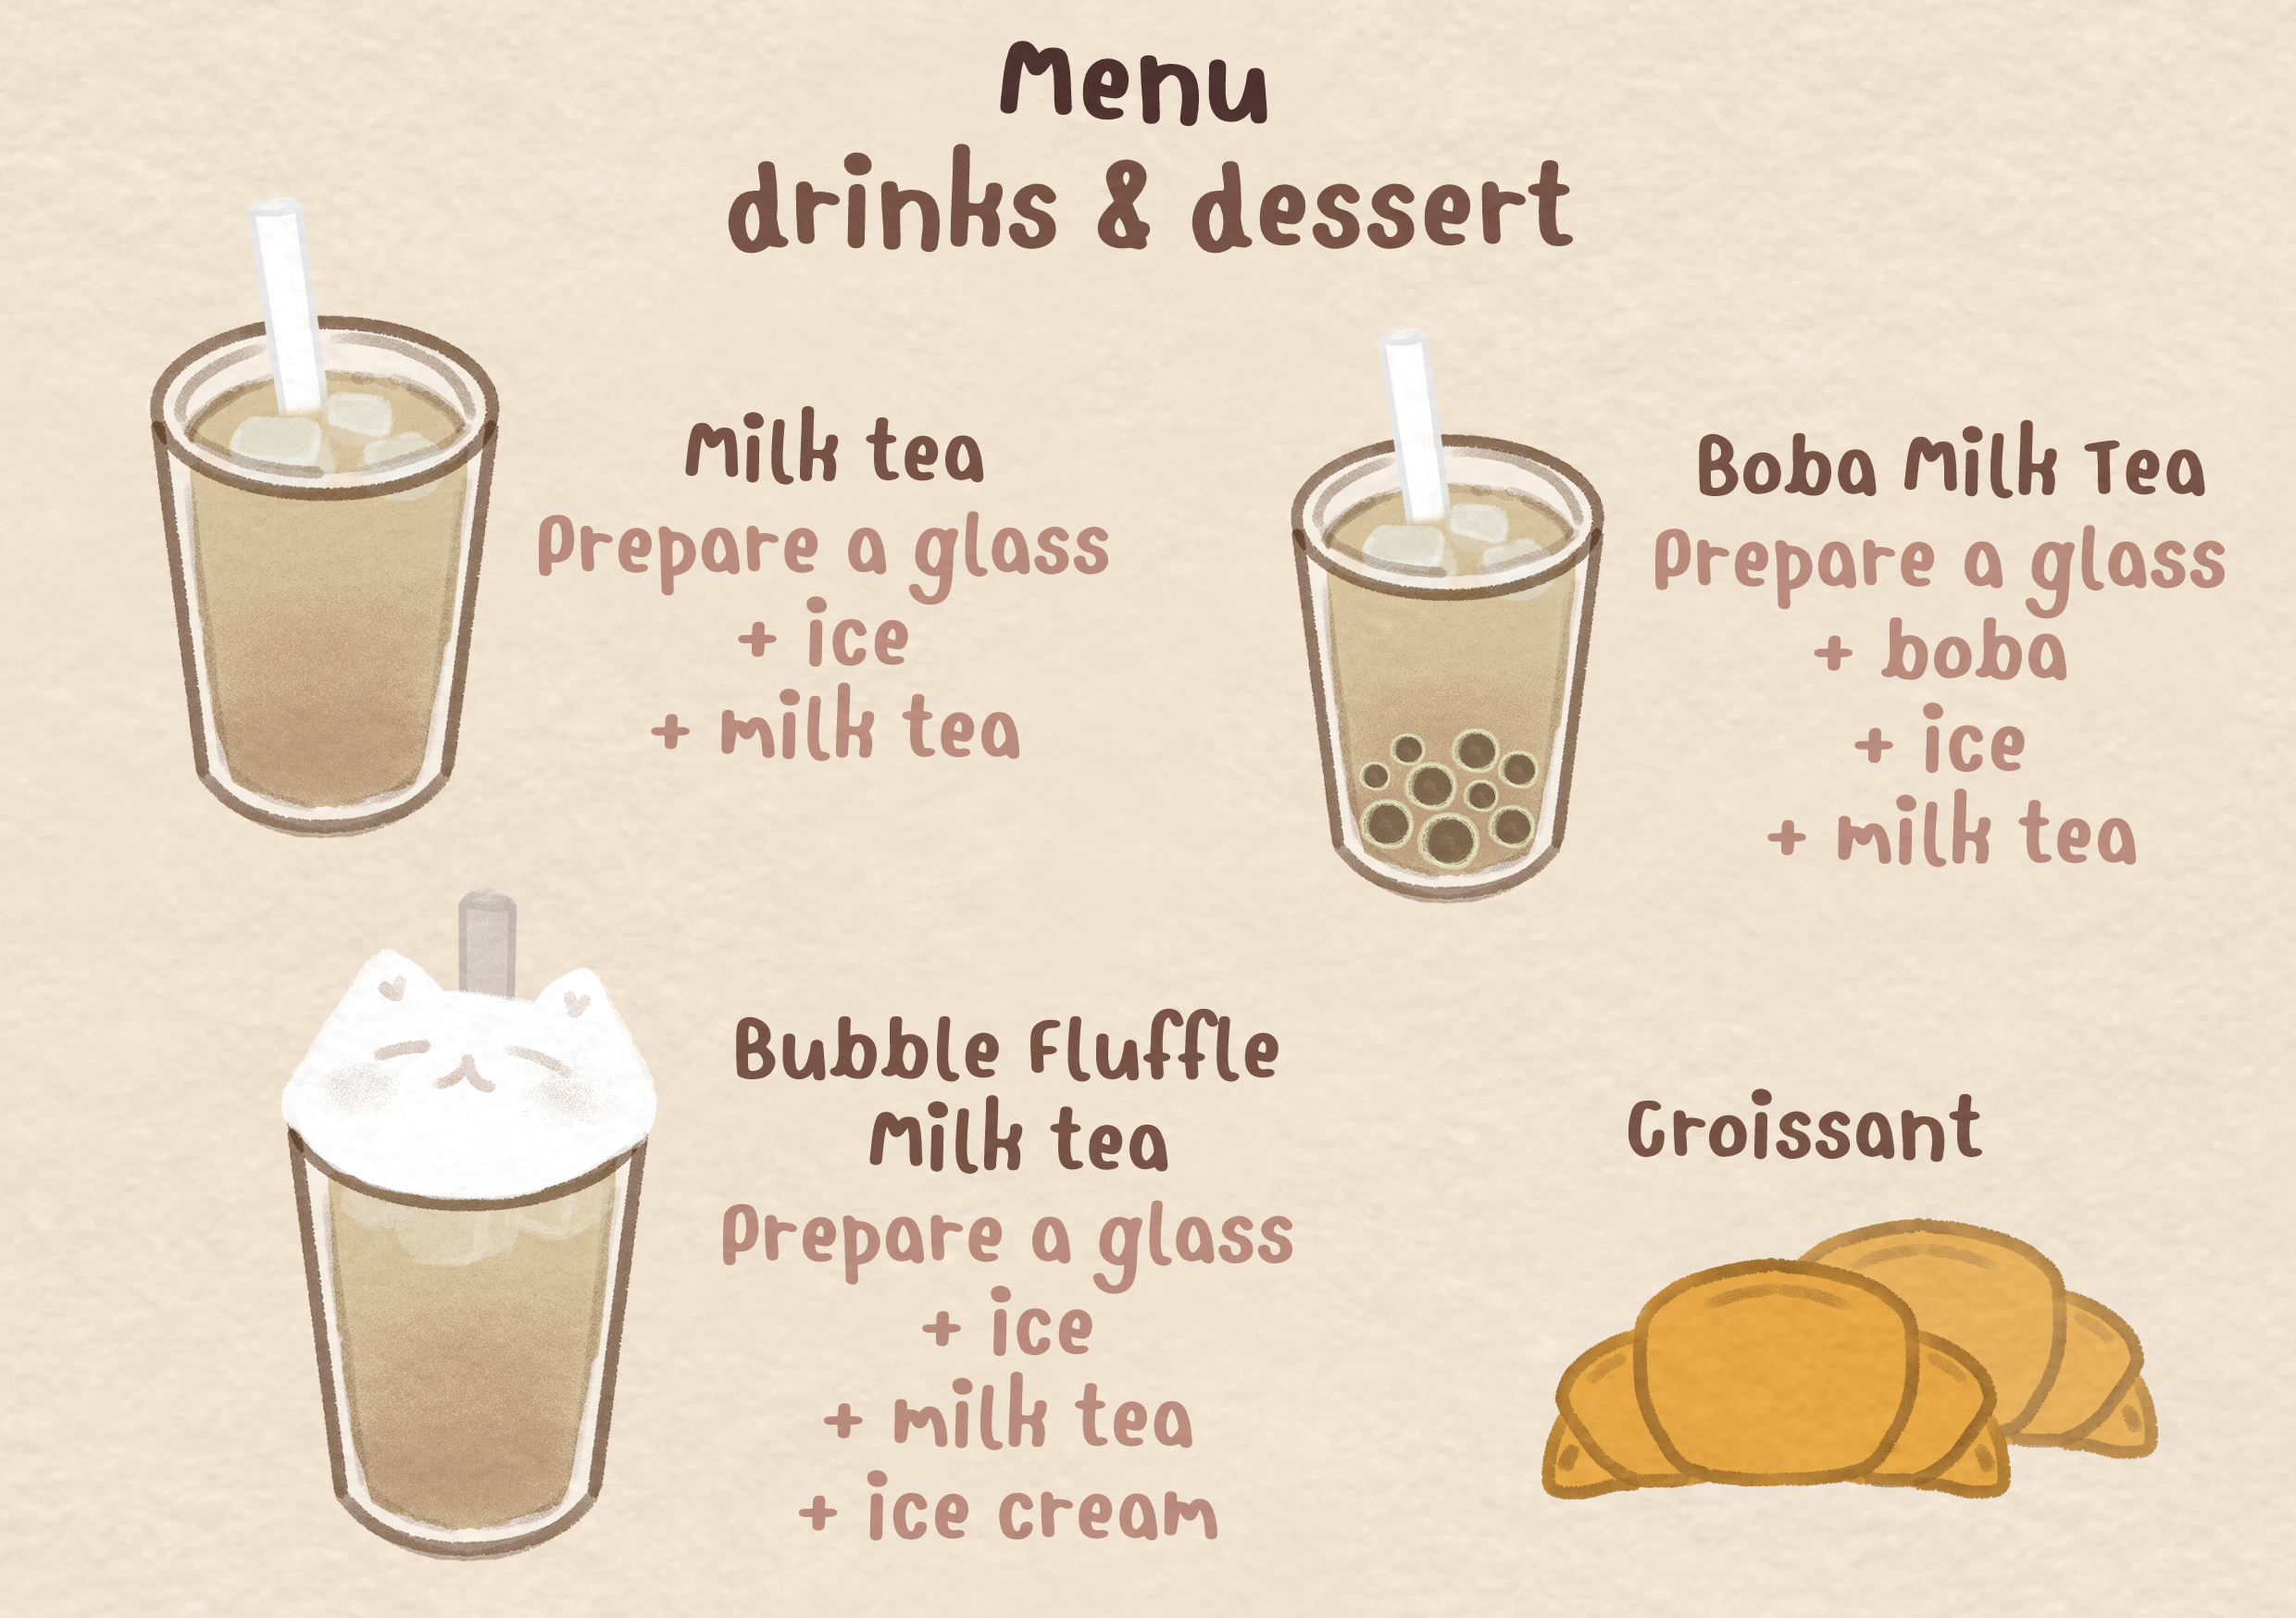 Menu
drinks & dessert
Milk tea
Prepare a glass
+ ice
+ milk tea
Boba Milk Tea
Prepare a glass
+ boba
+ ice
+ milk tea
Bubble Fluffle
Milk tea
Prepare a glass
+ ice
+ milk tea
+ ice cream
Croissant